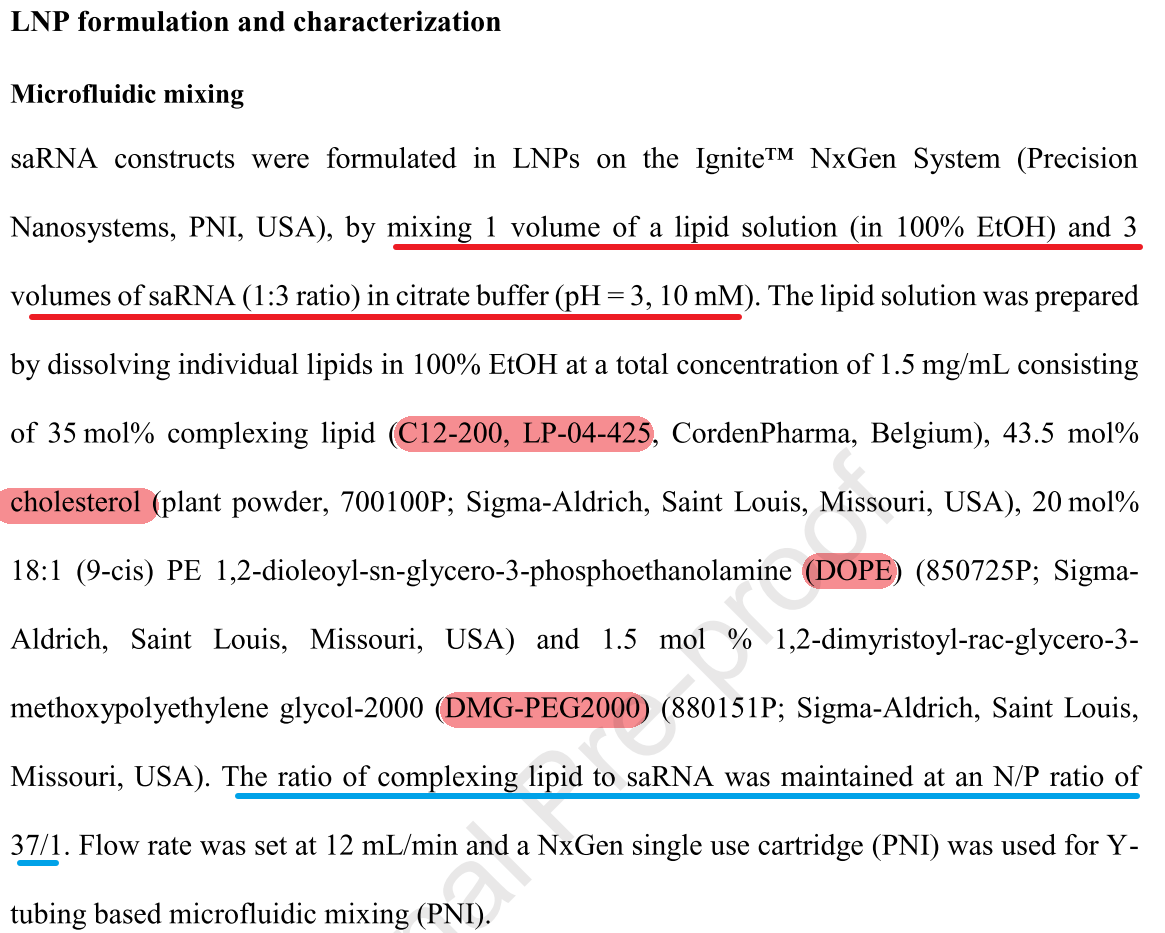 LNP formulation and characterization
Microfluidic mixing
saRNA constructs were formulated in LNPs on the Ignite™ NxGen System (Precision
Nanosystems, PNI, USA), by mixing 1 volume of a lipid solution (in 100% EtOH) and 3
volumes of saRNA (1:3 ratio) in citrate buffer (pH = 3, 10 mM). The lipid solution was prepared
by dissolving individual lipids in 100% EtOH at a total concentration of 1.5 mg/mL consisting
of 35 mol% complexing lipid (C12-200, LP-04-425, CordenPharma, Belgium), 43.5 mol%
cholesterol (plant powder, 700100P; Sigma-Aldrich, Saint Louis, Missouri, USA), 20 mol%
18:1 (9-cis) PE 1,2-dioleoyl-sn-glycero-3-phosphoethanolamine (DOPE) (850725P; Sigma-
Aldrich, Saint Louis, Missouri, USA) and 1.5 mol % 1,2-dimyristoyl-rac-glycero-3-
methoxypolyethylene glycol-2000 (DMG-PEG2000) (880151P; Sigma-Aldrich, Saint Louis,
Missouri, USA). The ratio of complexing lipid to saRNA was maintained at an N/P ratio of
37/1. Flow rate was set at 12 mL/min and a NxGen single use cartridge (PNI) was used for Y-
tubing based microfluidic mixing (PNI).
nal Pre-proof